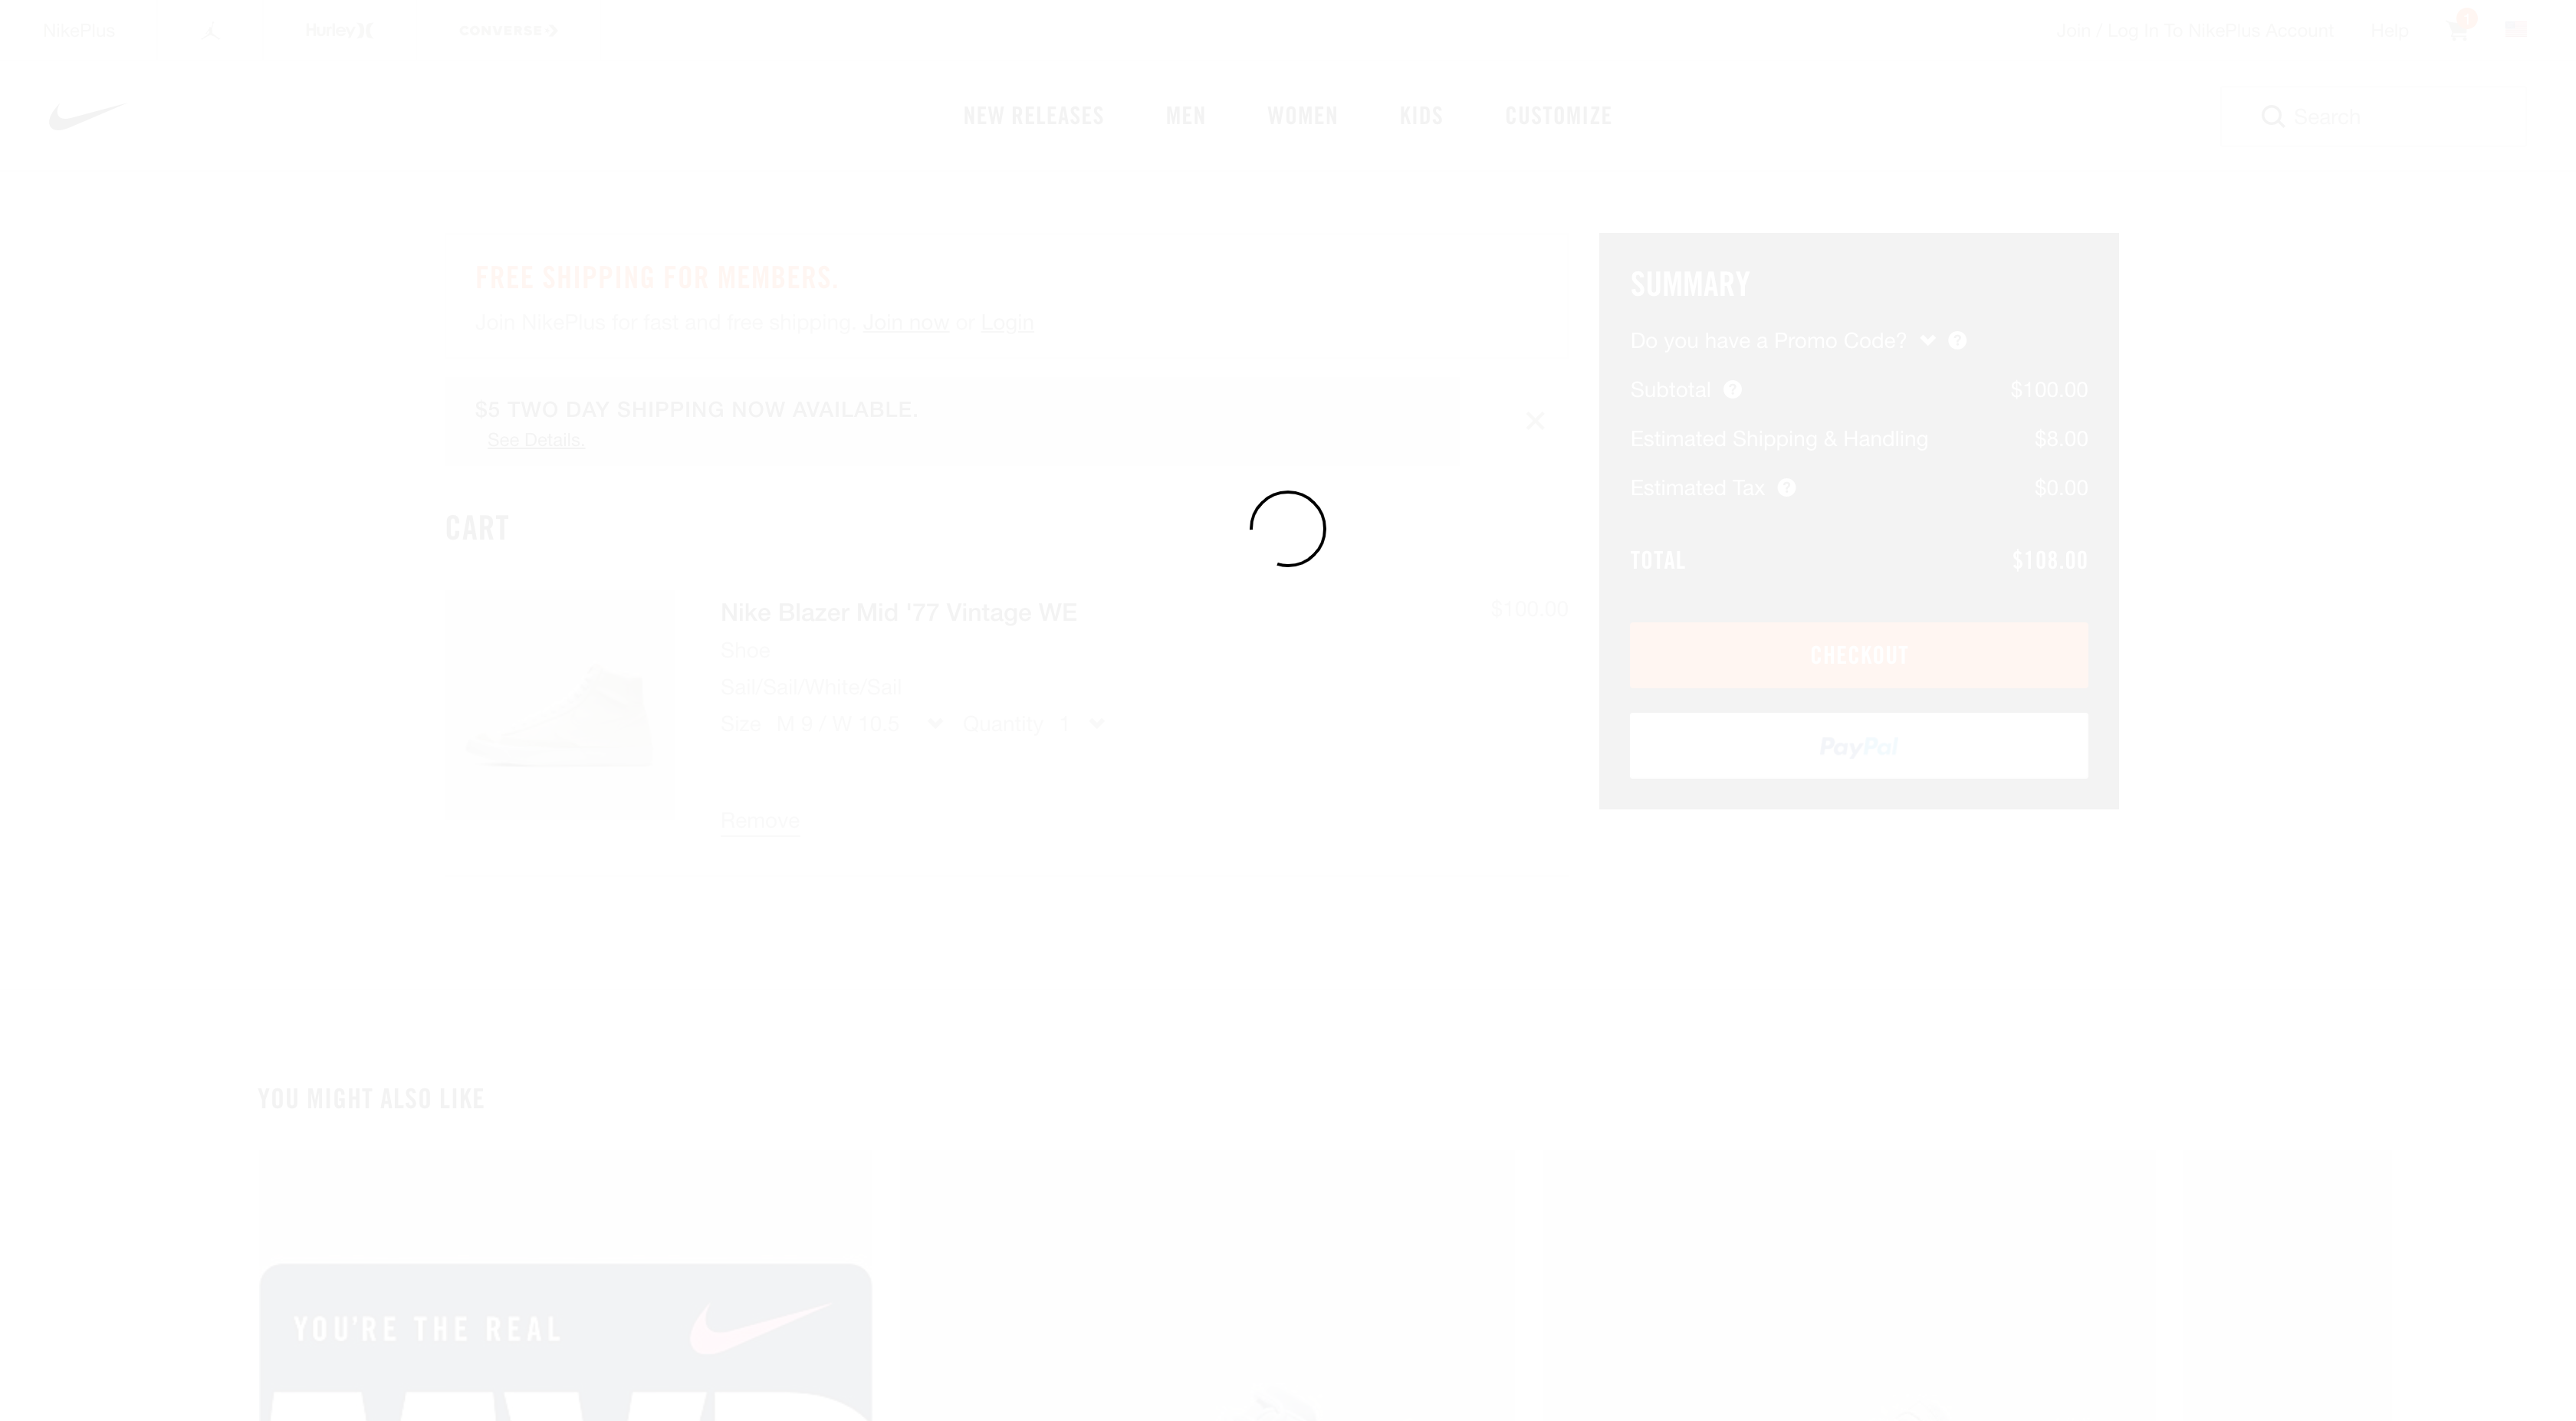 NikePlus
Hurley
CONVERSE
Join / Log In To NikePlus Account
Help
NEW RELEASES
MEN
WOMEN
KIDS
CUSTOMIZE
Search
FREE SHIPPING FOR MEMBERS.
Join NikePlus for fast and free shipping. Join now or Login
$5 TWO DAY SHIPPING NOW AVAILABLE.
See Details.
CART
Nike Blazer Mid '77 Vintage WE
$100.00
Shoe
Sail/Sail/White/Sail
Size M 9 / W 10.5 Quantity 1
Remove
SUMMARY
Do you have a Promo Code? ?
Subtotal ? $100.00
Estimated Shipping & Handling $8.00
Estimated Tax ? $0.00
TOTAL $108.00
CHECKOUT
PayPal
YOU MIGHT ALSO LIKE
YOU'RE THE REAL